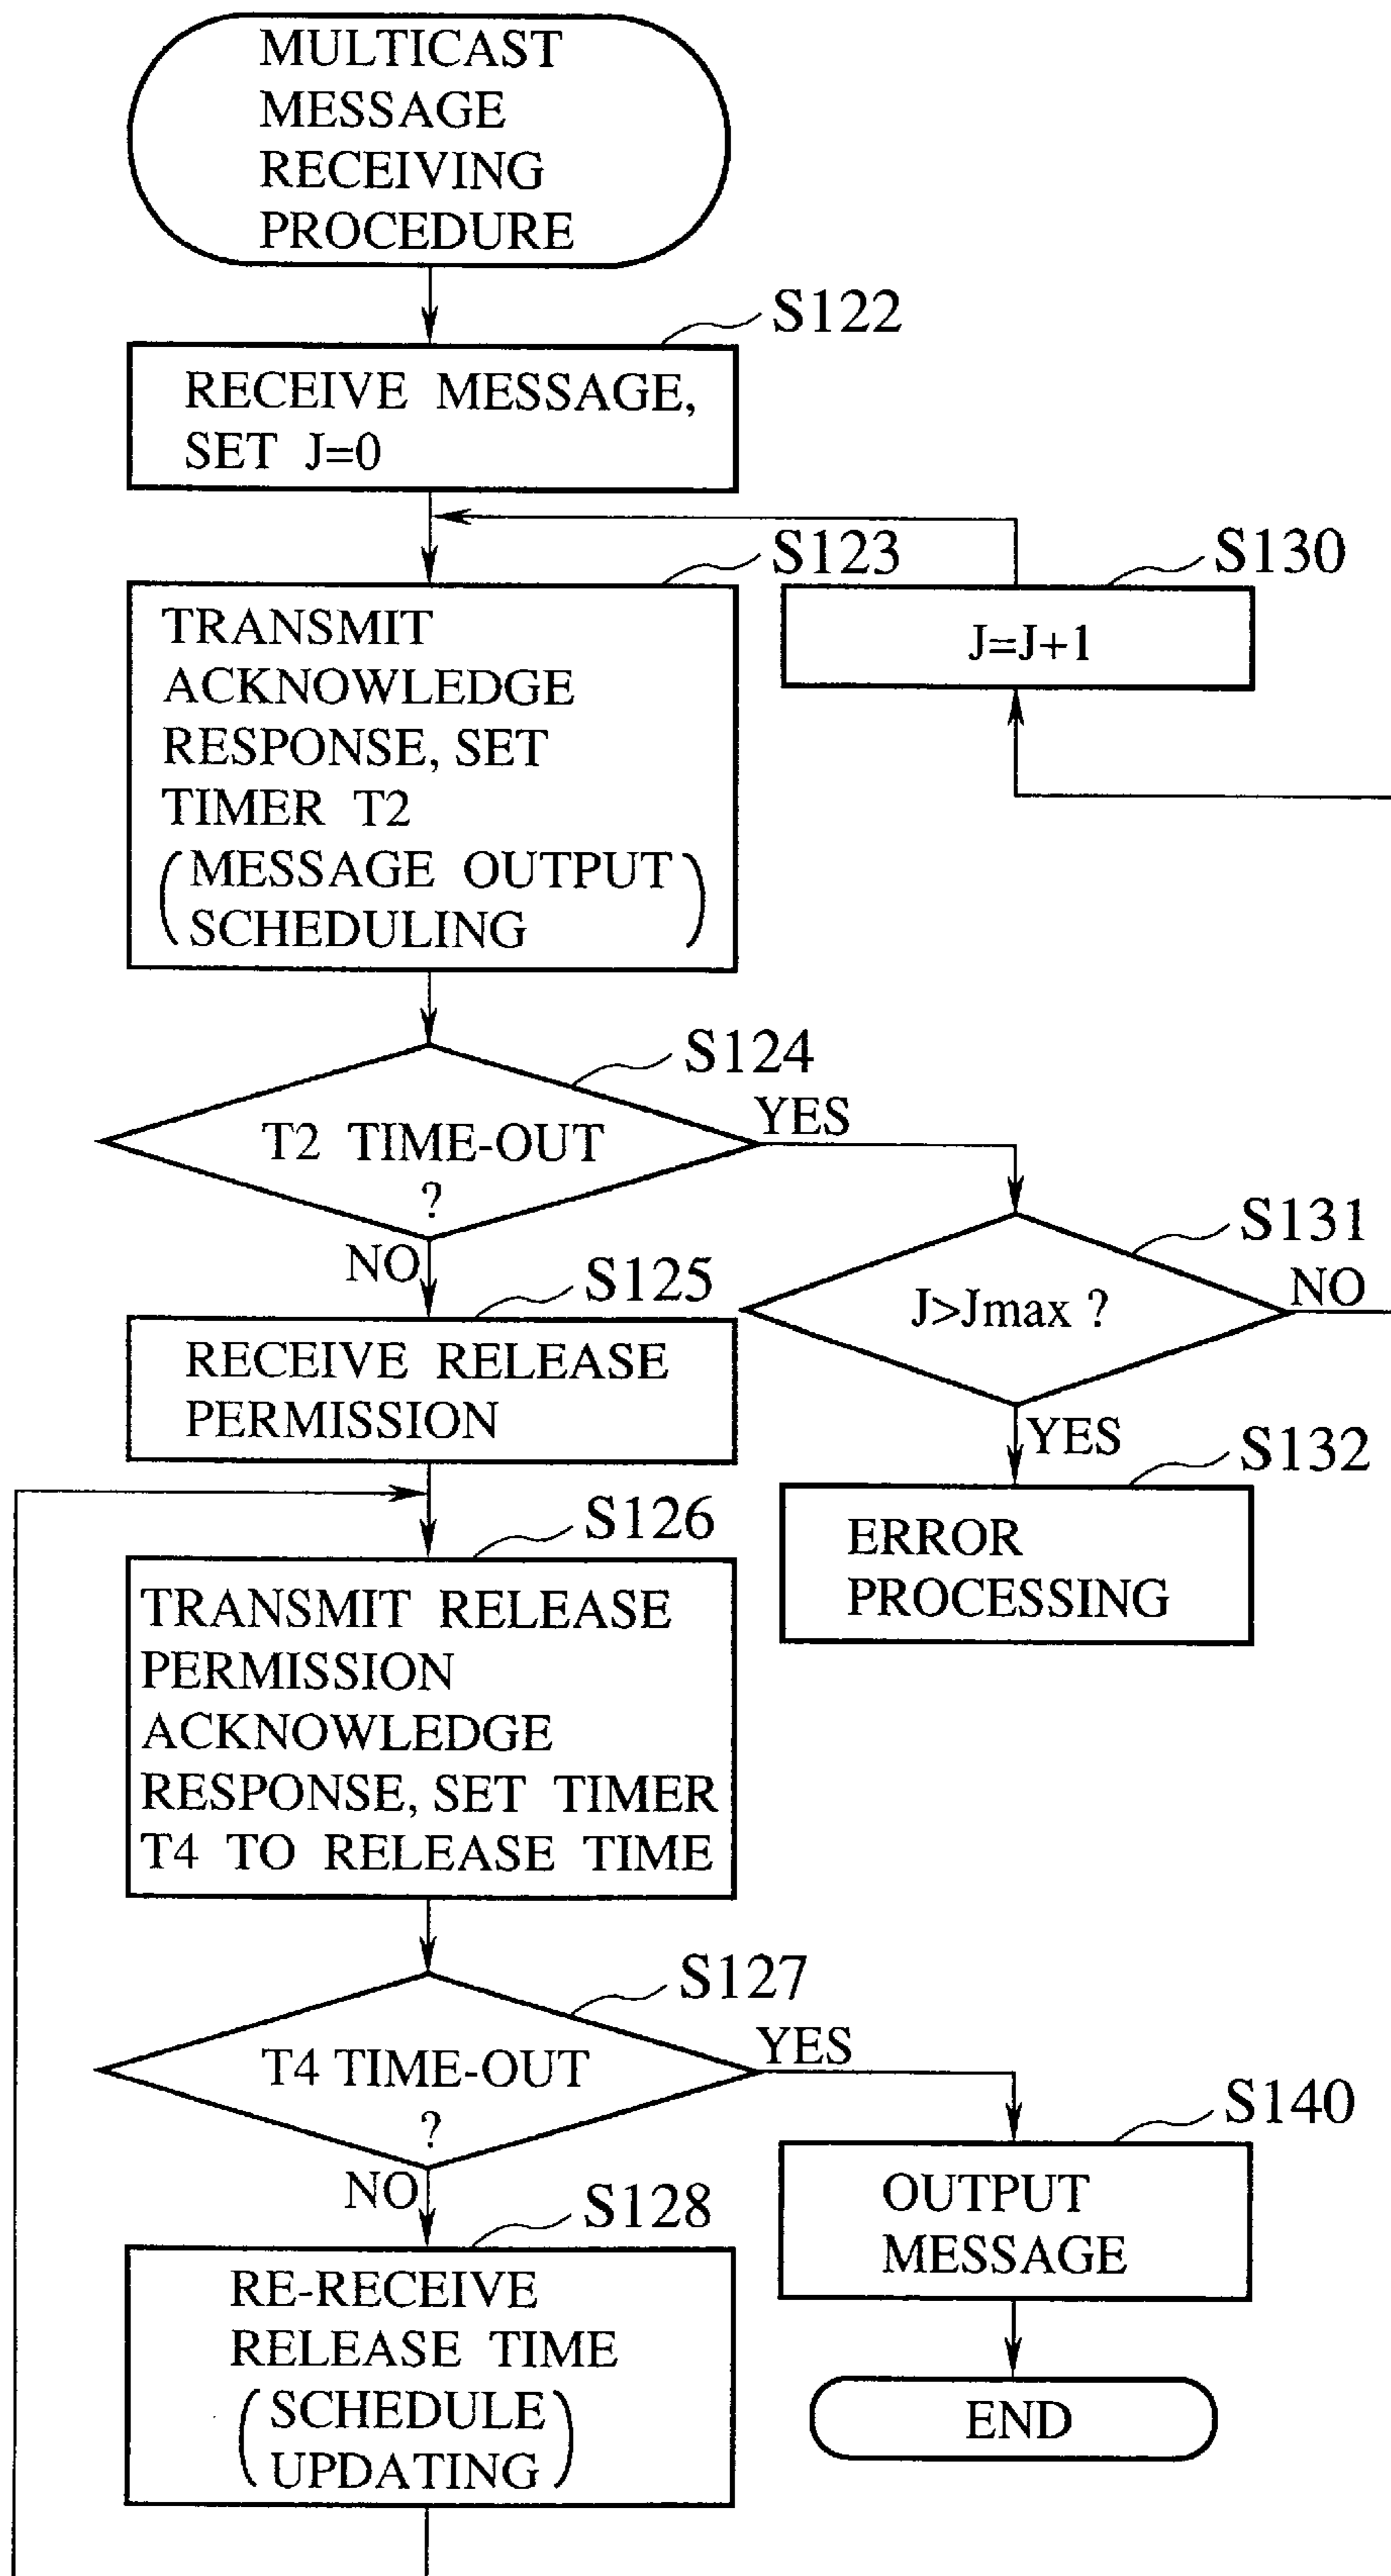 MULTICAST
MESSAGE
RECEIVING
PROCEDURE
S122
RECEIVE MESSAGE,
SET J=0
S123
TRANSMIT
ACKNOWLEDGE
RESPONSE, SET
TIMER T2
(MESSAGE OUTPUT
SCHEDULING)
S130
J=J+1
S124
T2 TIME-OUT
?
YES
NO
S131
J>Jmax ?
NO
YES
S125
RECEIVE RELEASE
PERMISSION
S132
ERROR
PROCESSING
S126
TRANSMIT RELEASE
PERMISSION
ACKNOWLEDGE
RESPONSE, SET TIMER
T4 TO RELEASE TIME
S127
T4 TIME-OUT
?
YES
NO
S140
OUTPUT
MESSAGE
S128
RE-RECEIVE
RELEASE TIME
(SCHEDULE
UPDATING)
END